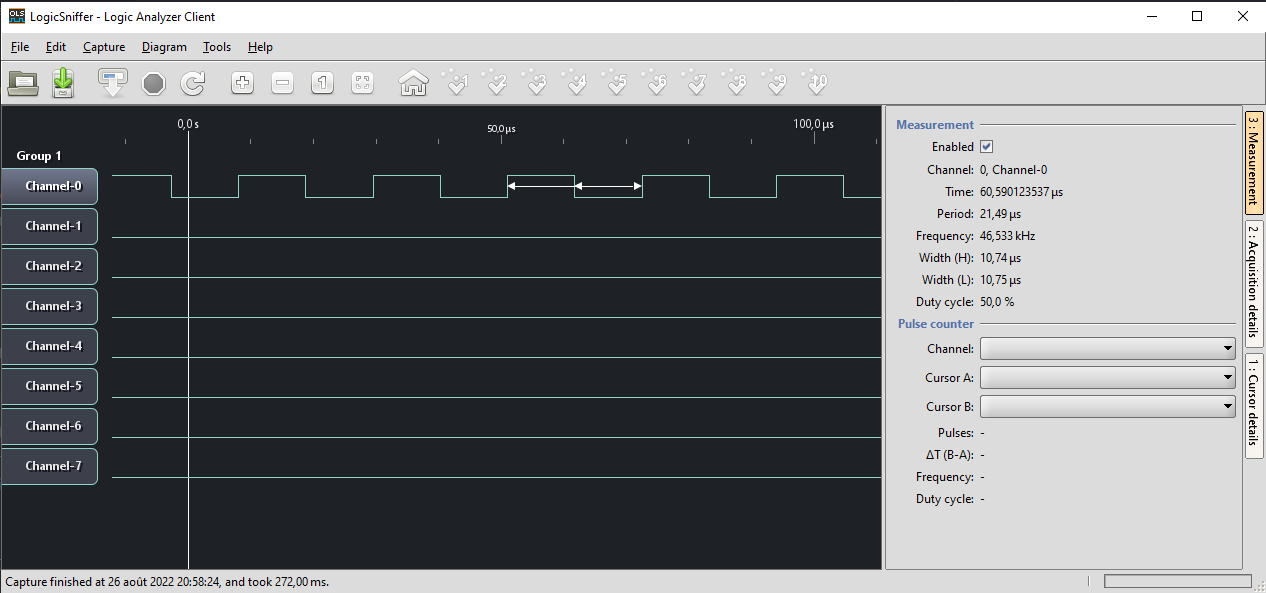 OLS LogicSniffer - Logic Analyzer Client
File Edit Capture Diagram Tools Help
1 1 2 3 4 5 6 7 8 9 10
0,0 s 50,0 µs 100,0 µs
Group 1
Channel-0
Channel-1
Channel-2
Channel-3
Channel-4
Channel-5
Channel-6
Channel-7
Measurement
Enabled
Channel: 0, Channel-0
Time: 60,590123537 µs
Period: 21,49 µs
Frequency: 46,533 kHz
Width (H): 10,74 µs
Width (L): 10,75 µs
Duty cycle: 50,0 %
Pulse counter
Channel:
Cursor A:
Cursor B:
Pulses: -
ΔT (B-A): -
Frequency: -
Duty cycle: -
3 : Measurement
2 : Acquisition details
1 : Cursor details
Capture finished at 26 août 2022 20:58:24, and took 272,00 ms.